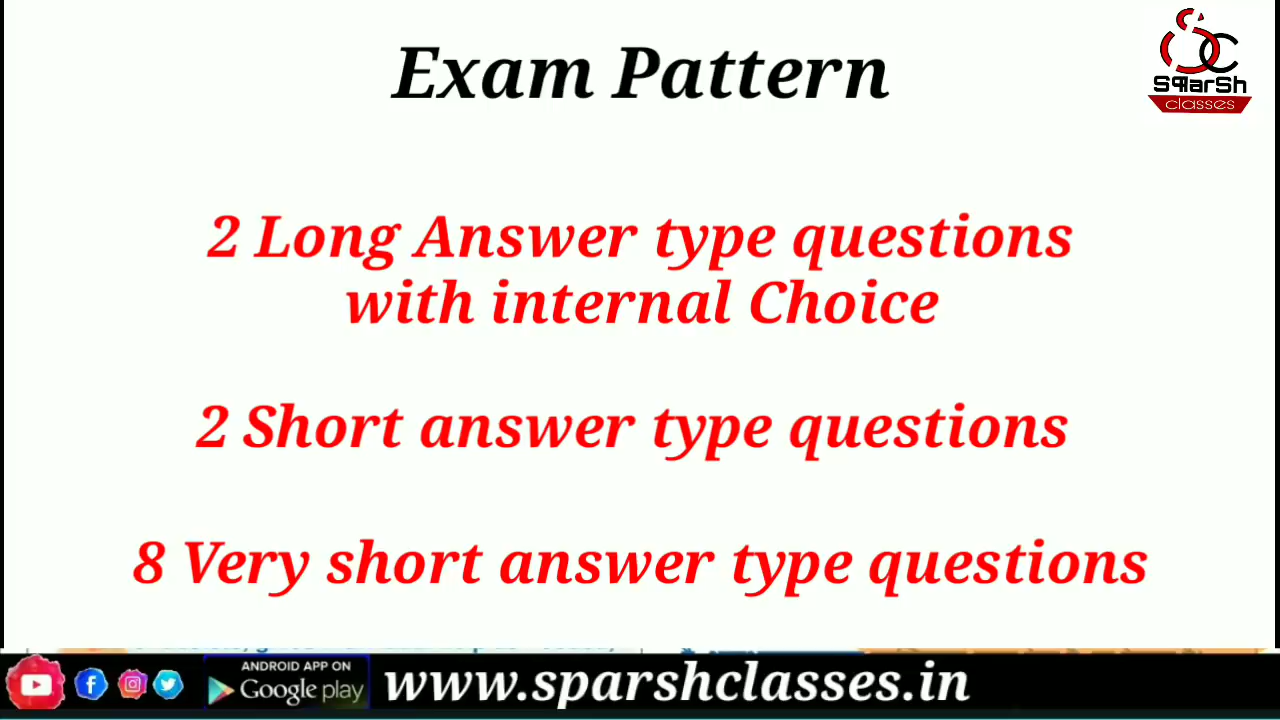 Exam Pattern
SParSh
classes
2 Long Answer type questions
with internal Choice
2 Short answer type questions
8 Very short answer type questions
ANDROID APP ON
Google play
www.sparshclasses.in